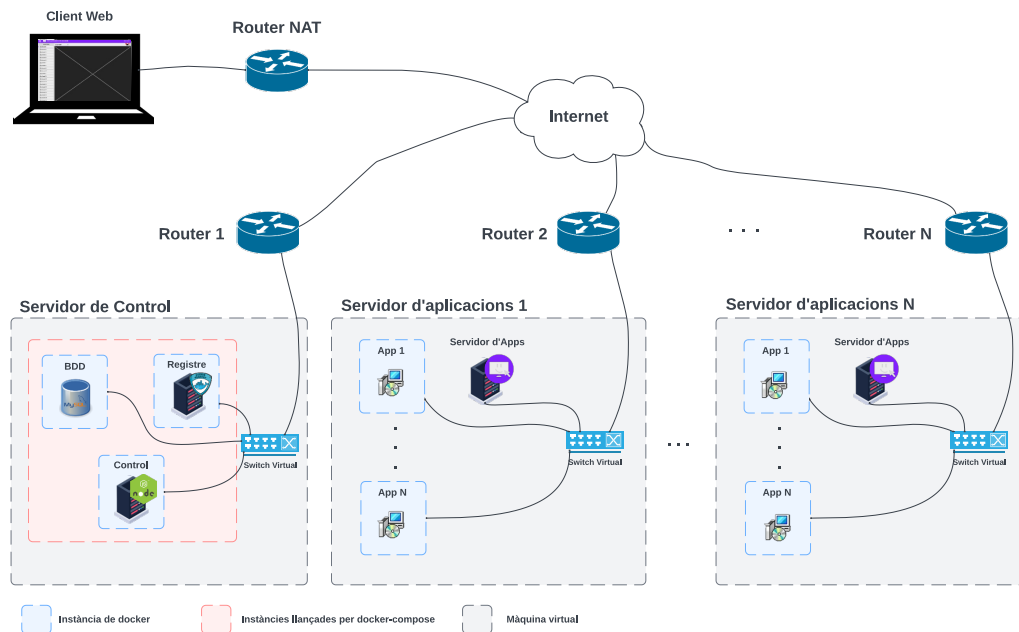 Client Web
Router NAT
Internet
Router 1
Router 2
. . .
Router N
Servidor de Control
Servidor d'aplicacions 1
Servidor d'aplicacions N
BDD
MySQL
Registre
Control
node
Switch Virtual
App 1
Servidor d'Apps
App N
Switch Virtual
...
App 1
Servidor d'Apps
App N
Switch Virtual
Instància de docker
Instàncies llançades per docker-compose
Màquina virtual